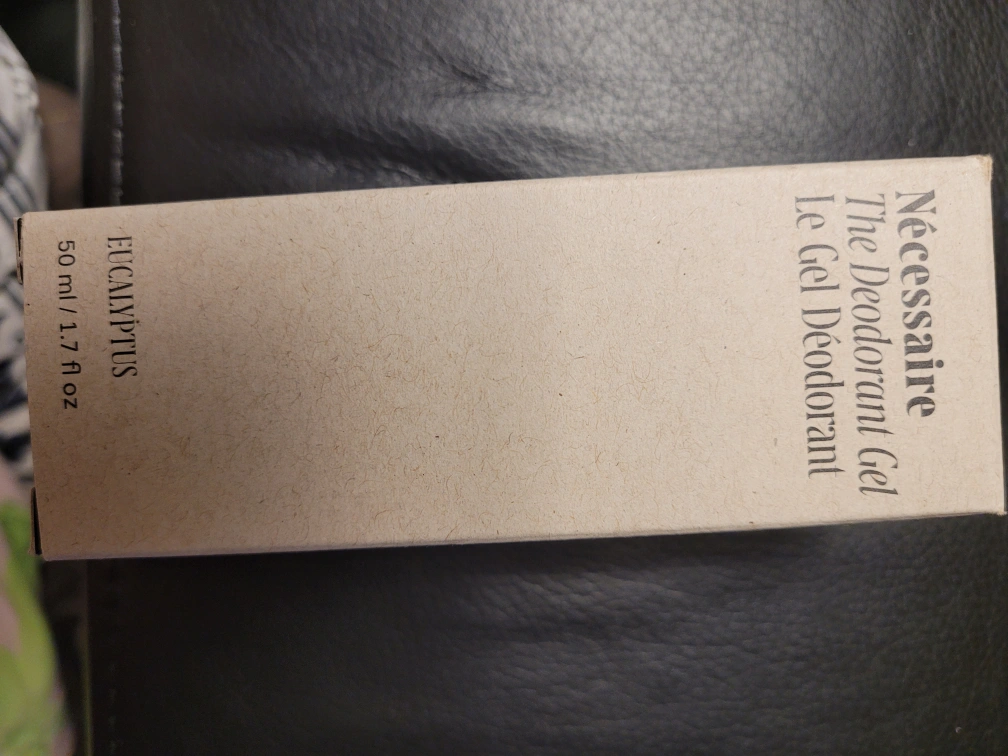 Nécessaire
The Deodorant Gel
Le Gel Déodorant
EUCALYPTUS
50 ml / 1.7 fl oz